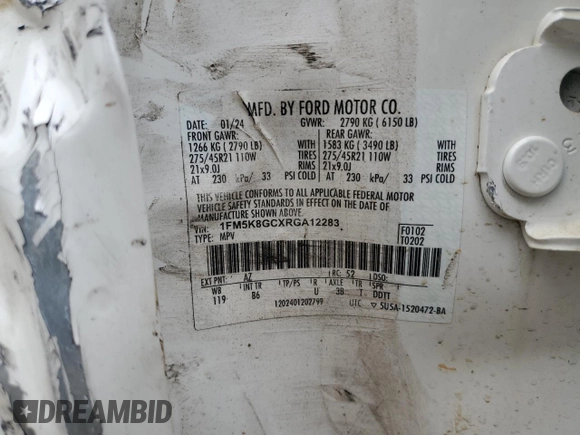 MFD. BY FORD MOTOR CO.
DATE: 01/24 GVWR: 2790 KG ( 6150 LB)
FRONT GAWR: REAR GAWR:
1266 KG ( 2790 LB) WITH 1583 KG ( 3490 LB) WITH
275/45R21 110W TIRES 275/45R21 110W TIRES
21x9.0J RIMS 21x9.0J RIMS
AT 230 kPa/ 33 PSI COLD AT 230 kPa/ 33 PSI COLD
THIS VEHICLE CONFORMS TO ALL APPLICABLE FEDERAL MOTOR
VEHICLE SAFETY STANDARDS IN EFFECT ON THE DATE OF MANUFACTURE
SHOWN ABOVE.
VIN: 1FM5K8GCXRGA12283
TYPE: MPV
F0102
T0202
EXT PNT: AZ RC: 52 DSO:
WB INT TR TP/PS R AXLE TR SPR
119 B6 U 3B T DDTT
1202401202799 UTC ▽ 5U5A-1520472-BA
DREAMBID